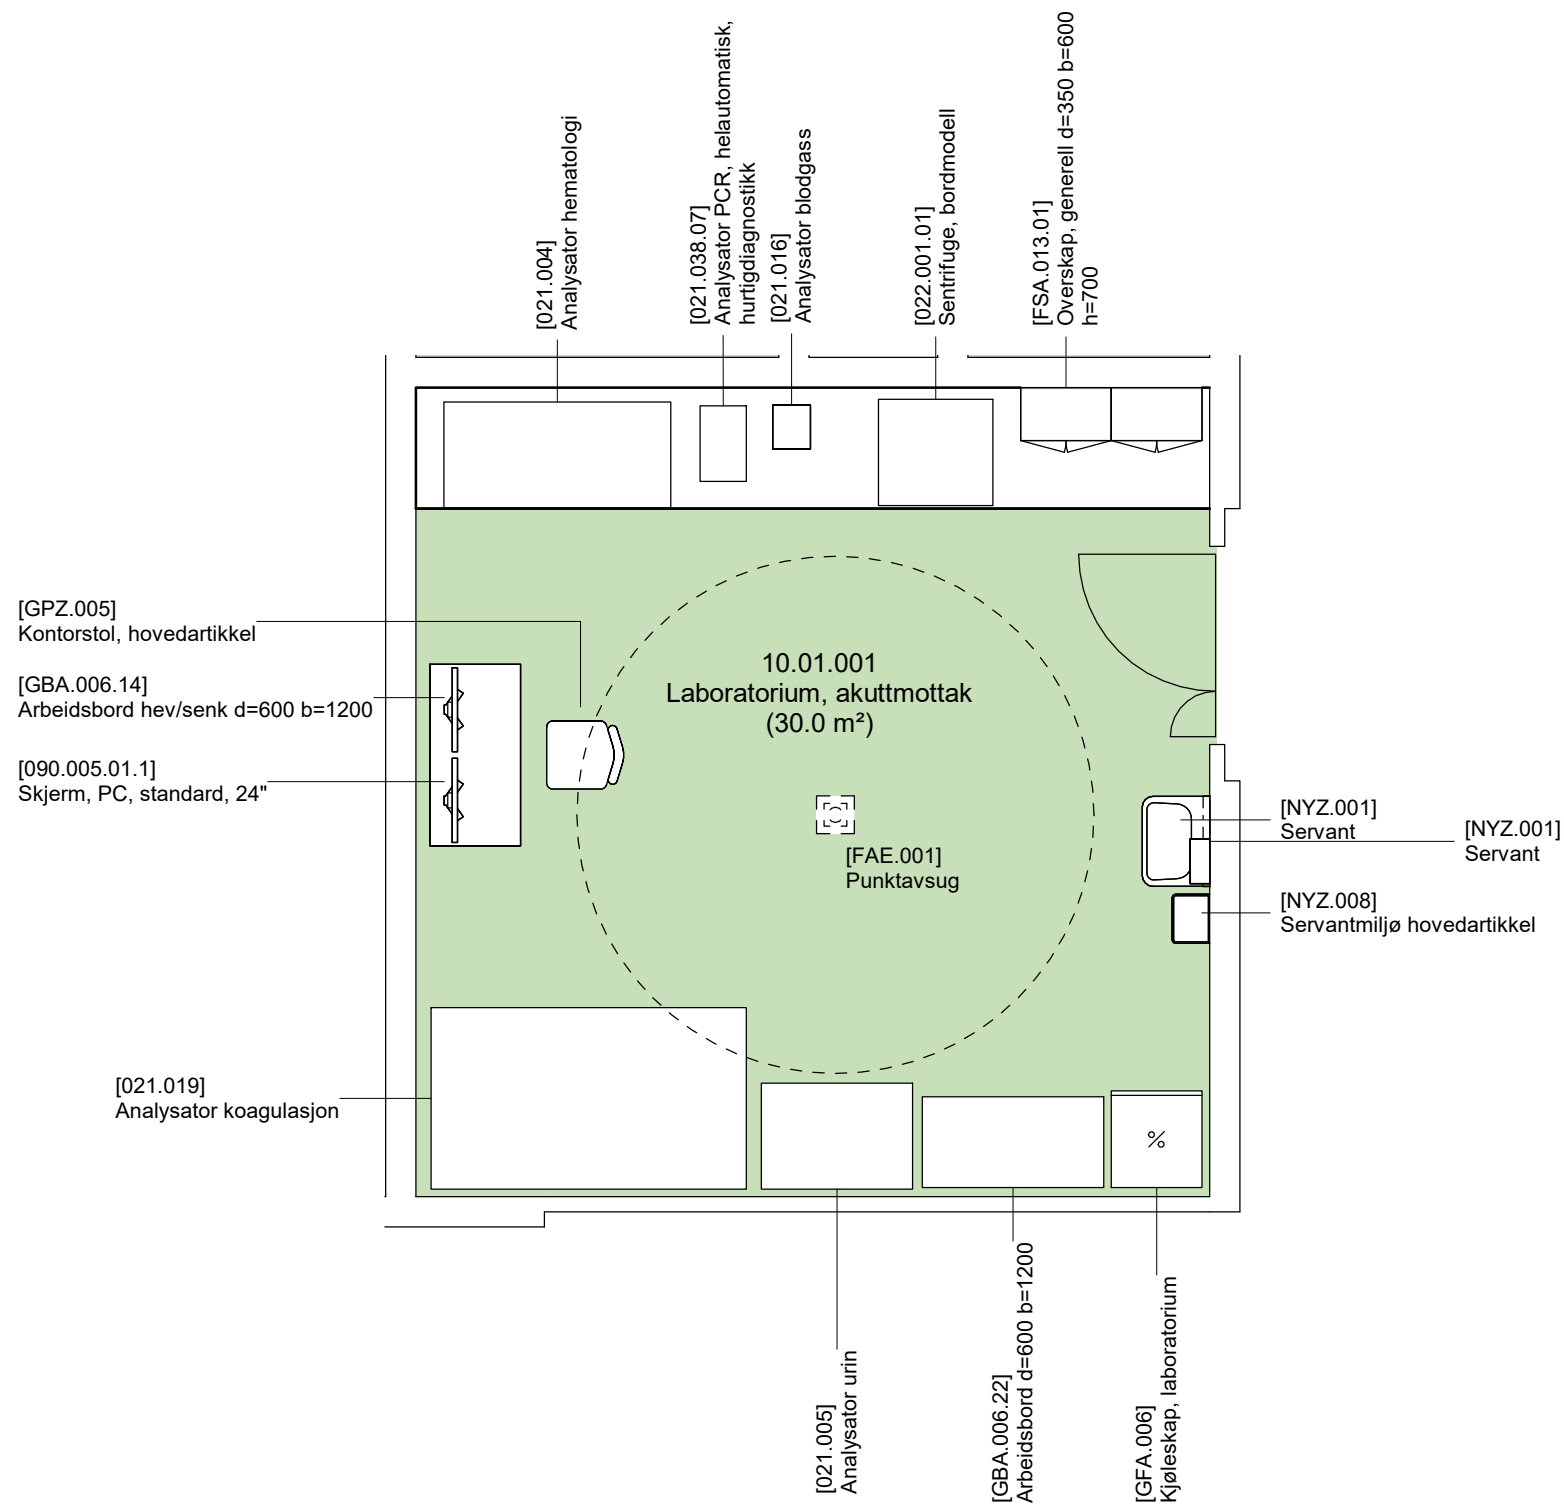 [021.004]
Analysator hematologi
[021.038.07]
Analysator PCR, helautomatisk,
hurtigdiagnostikk
[021.016]
Analysator blodgass
[022.001.01]
Sentrifuge, bordmodell
[FSA.013.01]
Overskap, generell d=350 b=600
h=700
[GPZ.005]
Kontorstol, hovedartikkel
[GBA.006.14]
Arbeidsbord hev/senk d=600 b=1200
[090.005.01.1]
Skjerm, PC, standard, 24"
10.01.001
Laboratorium, akuttmottak
(30.0 m²)
[FAE.001]
Punktavsug
[NYZ.001]
Servant
[NYZ.001]
Servant
[NYZ.008]
Servantmiljø hovedartikkel
[021.019]
Analysator koagulasjon
%
[021.005]
Analysator urin
[GBA.006.22]
Arbeidsbord d=600 b=1200
[GFA.006]
Kjøleskap, laboratorium